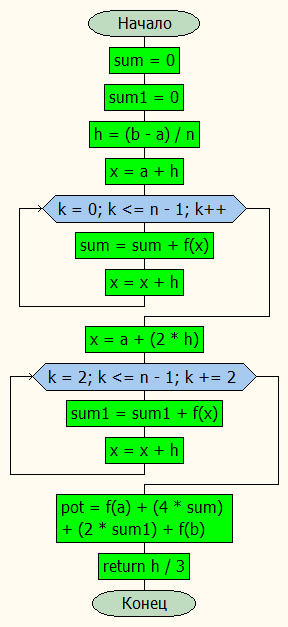 Начало
sum = 0
sum1 = 0
h = (b - a) / n
x = a + h
k = 0; k <= n - 1; k++
sum = sum + f(x)
x = x + h
x = a + (2 * h)
k = 2; k <= n - 1; k += 2
sum1 = sum1 + f(x)
x = x + h
pot = f(a) + (4 * sum)
+ (2 * sum1) + f(b)
return h / 3
Конец